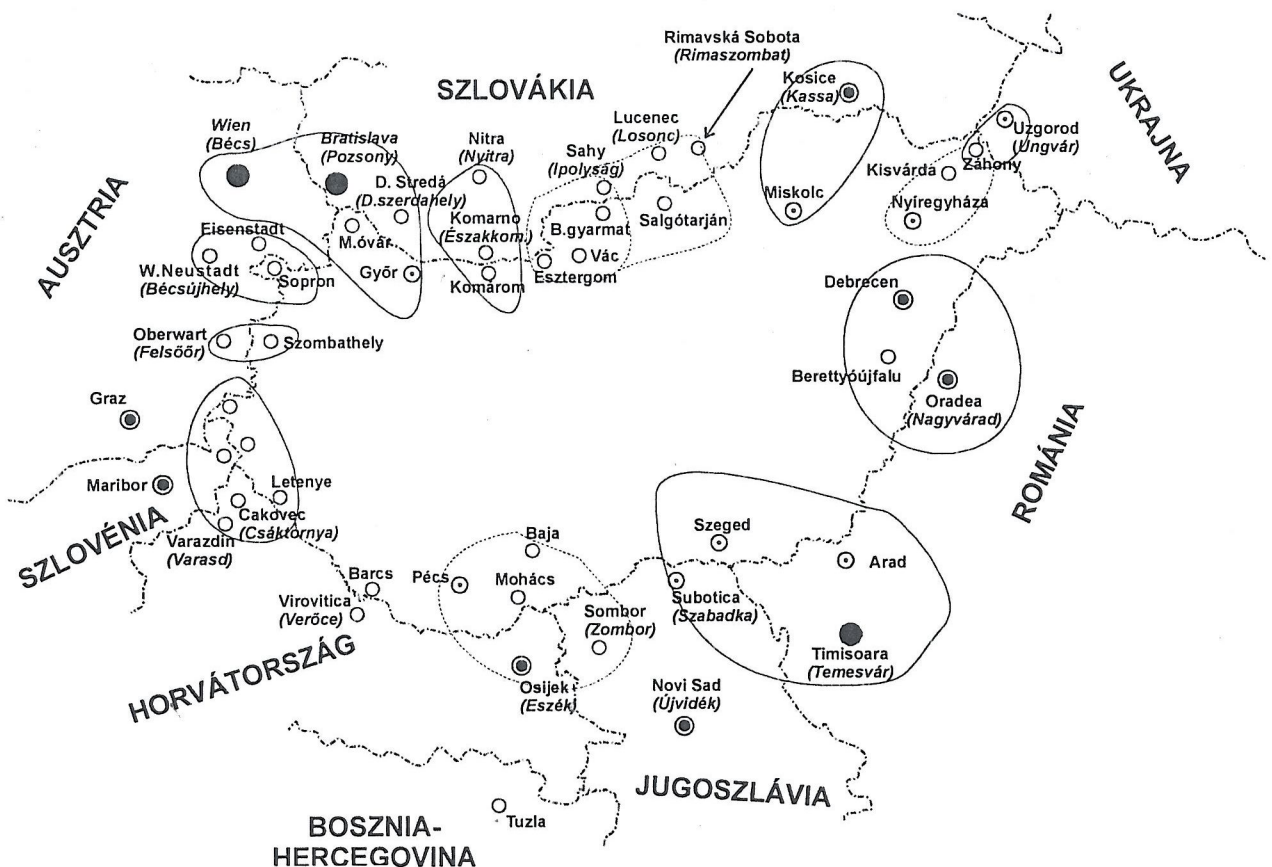 Rimavská Sobota
(Rimaszombat)
UKRAJNA
SZLOVÁKIA
Kosice
(Kassa)
Wien
(Bécs)
Bratislava
(Pozsony)
Nitra
(Nyitra)
Lucenec
(Losonc)
Uzgorod
(Ungvár)
Sahy
(Ipolyság)
Záhony
Kisvárda
AUSZTRIA
D. Stredá
(D.szerdahely)
Miskolc
Nyíregyháza
Eisenstadt
M.óvár
Komarno
(Északkom.)
B.gyarmat
Salgótarján
W.Neustadt
(Bécsújhely)
Sopron
Győr
Komárom
Esztergom
Vác
Debrecen
Oberwart
(Felsőőr)
Szombathely
Berettyóújfalu
Oradea
(Nagyvárad)
Graz
ROMÁNIA
Maribor
Letenye
Cakovec
(Csáktornya)
SZLOVÉNIA
Varazdin
(Varasd)
Szeged
Baja
Arad
Barcs
Pécs
Mohács
Subotica
(Szabadka)
Virovitica
(Verőce)
Sombor
(Zombor)
Timisoara
(Temesvár)
HORVÁTORSZÁG
Osijek
(Eszék)
Novi Sad
(Újvidék)
JUGOSZLÁVIA
Tuzla
BOSZNIA-
HERCEGOVINA